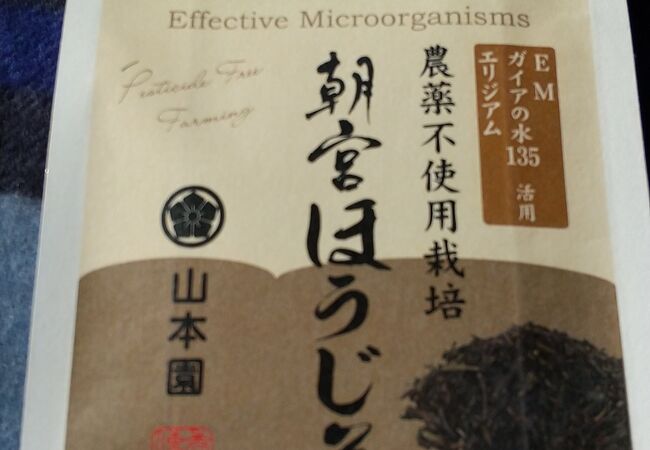 Effective Microorganisms
Pesticide Free
Farming
EM
ガイアの水135
エリジアム
活用
農薬不使用栽培
朝宮ほうじ
山本園